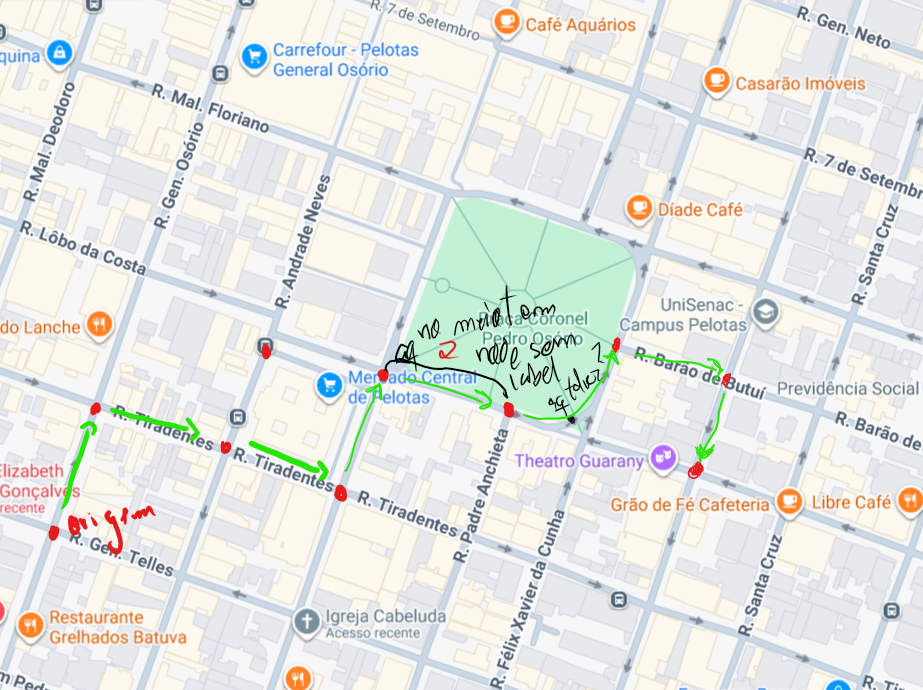 R. 7 de Setembro
Café Aquários
R. Gen. Neto
quina
Carrefour - Pelotas
General Osório
Casarão Imóveis
R. Mal. Deodoro
R. Mal. Floriano
R. Gen. Osório
R. 7 de Setembr
R. Andrade Neves
Díade Café
R. Santa Cruz
R. Lôbo da Costa
UniSenac -
Campus Pelotas
do Lanche
no meio tem
2
node sem
label
Praça Coronel
Pedro Osório
talvez
R. Barão de Butuí
Mercado Central
de Pelotas
Previdência Social
R. Barão de
R. Tiradentes
R. Tiradentes
R. Tiradentes
Elizabeth
Gonçalves
recente
Theatro Guarany
R. Padre Anchieta
Grão de Fé Cafeteria
Libre Café
origem
R. Gen. Telles
R. Félix Xavier da Cunha
R. Santa Cruz
Restaurante
Grelhados Batuva
Igreja Cabeluda
Acesso recente
R. Tira